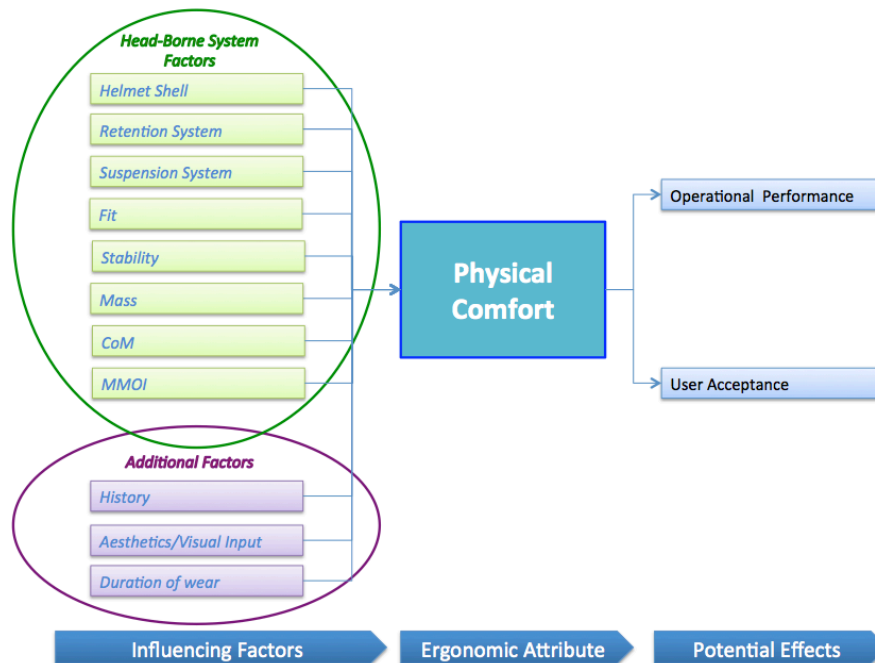 Head-Borne System
Factors
Helmet Shell
Retention System
Suspension System
Fit
Stability
Mass
CoM
MMOI
Additional Factors
History
Aesthetics/Visual Input
Duration of wear
Physical
Comfort
Operational Performance
User Acceptance
Influencing Factors
Ergonomic Attribute
Potential Effects